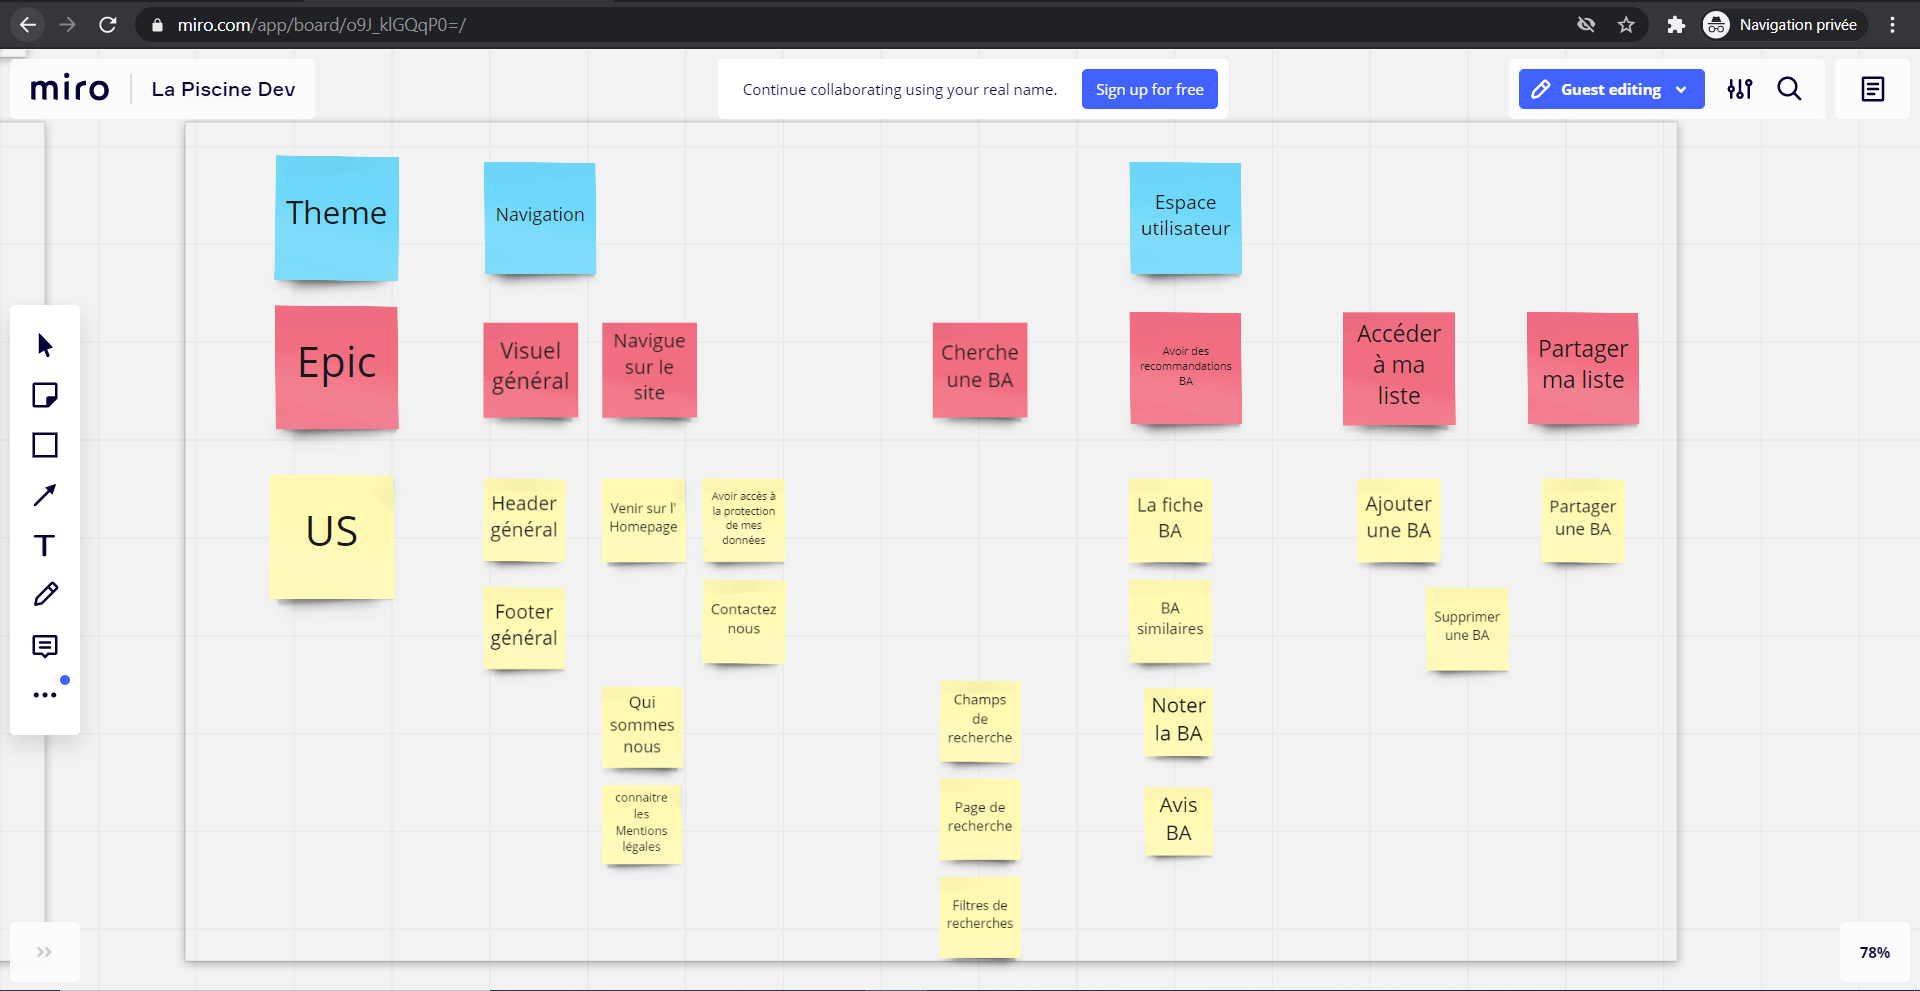 miro.com/app/board/o9J_klGQqP0=/
Navigation privée
miro
La Piscine Dev
Continue collaborating using your real name.
Sign up for free
Guest editing
Theme
Navigation
Espace
utilisateur
Epic
Visuel
général
Navigue
sur le
site
Cherche
une BA
Avoir des
recommandations
BA
Accéder
à ma
liste
Partager
ma liste
US
Header
général
Venir sur l'
Homepage
Avoir accès à
la protection
de mes
données
La fiche
BA
Ajouter
une BA
Partager
une BA
Footer
général
Contactez
nous
BA
similaires
Supprimer
une BA
Qui
sommes
nous
Champs
de
recherche
Noter
la BA
connaitre
les
Mentions
légales
Page de
recherche
Avis
BA
Filtres de
recherches
T
78%